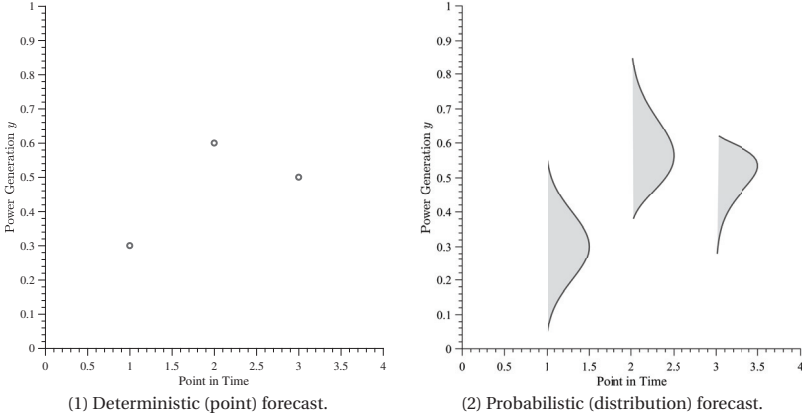 1
0.9
0.8
0.7
0.6
0.5
0.4
0.3
0.2
0.1
0
Power Generation y
0 0.5 1 1.5 2 2.5 3 3.5 4
Point in Time
(1) Deterministic (point) forecast.
1
0.9
0.8
0.7
0.6
0.5
0.4
0.3
0.2
0.1
0
Power Generation y
0 0.5 1 1.5 2 2.5 3 3.5 4
Point in Time
(2) Probabilistic (distribution) forecast.